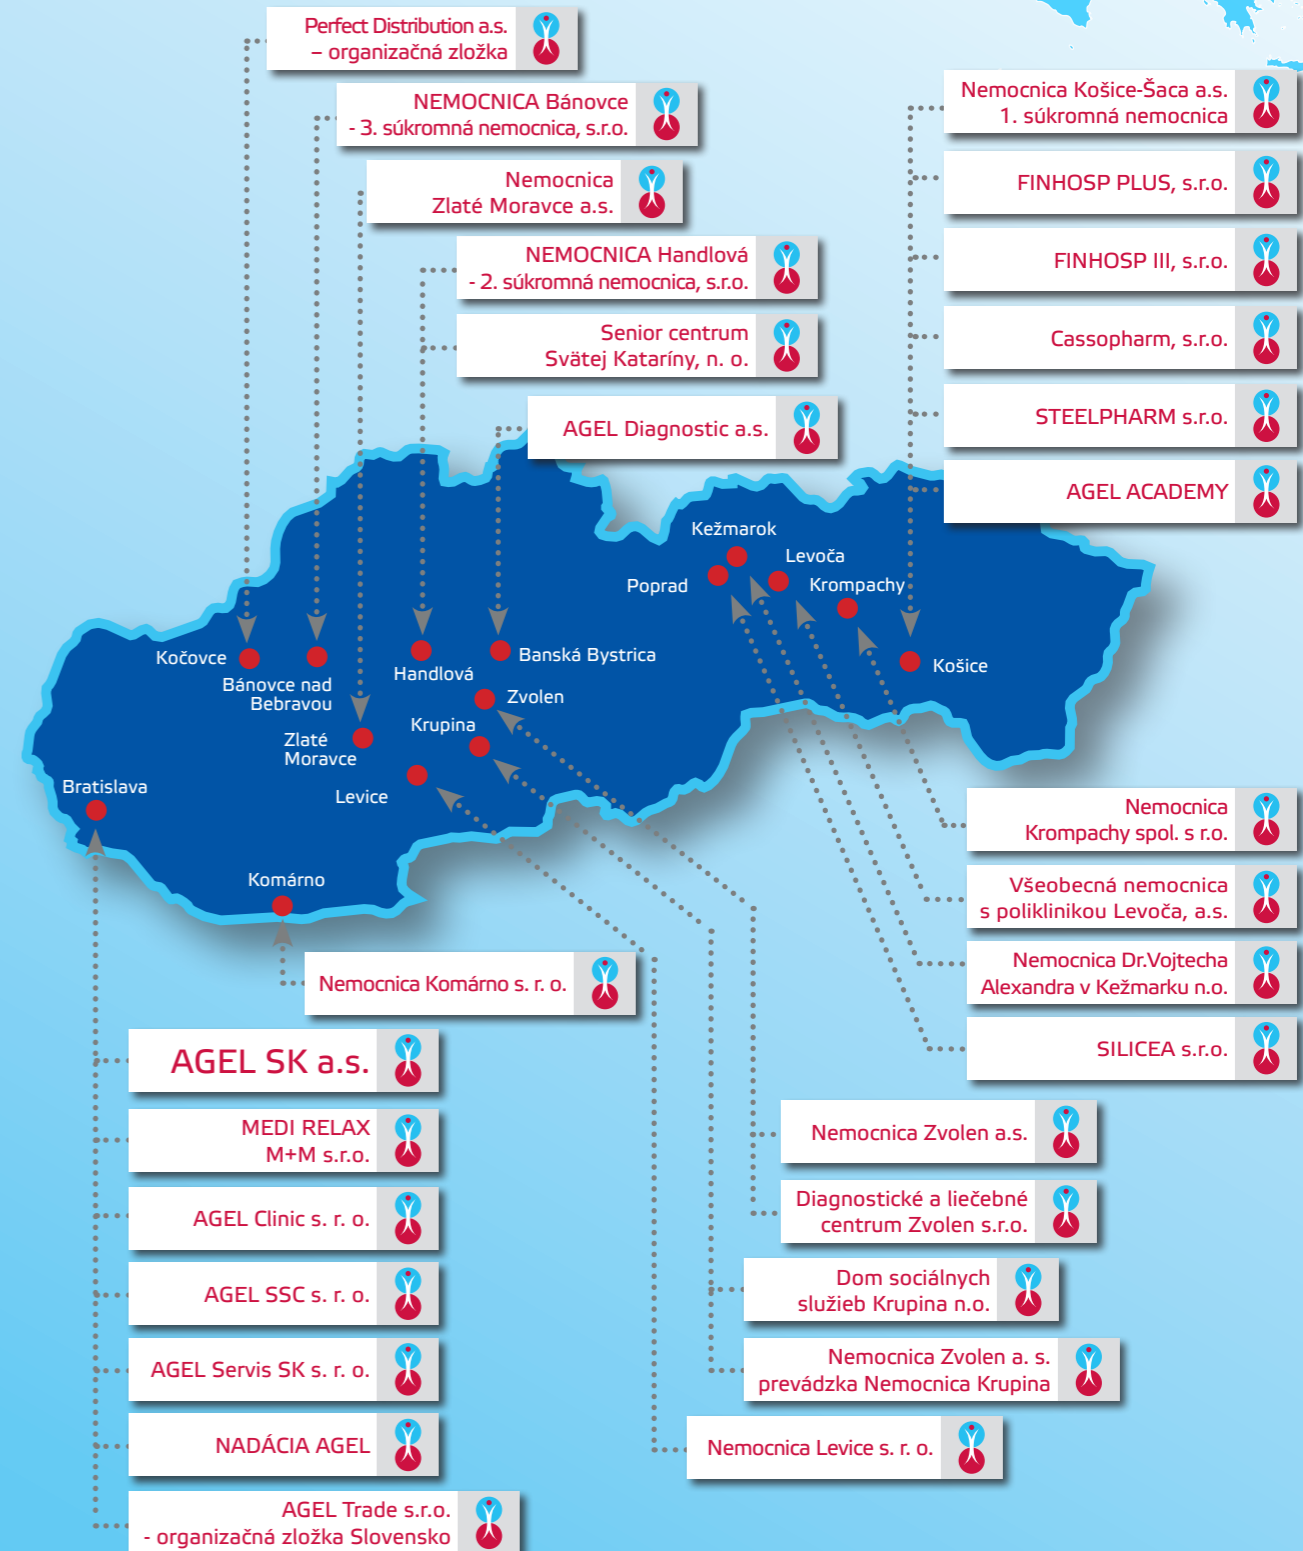 Perfect Distribution a.s.
– organizačná zložka
NEMOCNICA Bánovce
- 3. súkromná nemocnica, s.r.o.
Nemocnica
Zlaté Moravce a.s.
NEMOCNICA Handlová
- 2. súkromná nemocnica, s.r.o.
Senior centrum
Svätej Kataríny, n. o.
AGEL Diagnostic a.s.
Nemocnica Košice-Šaca a.s.
1. súkromná nemocnica
FINHOSP PLUS, s.r.o.
FINHOSP III, s.r.o.
Cassopharm, s.r.o.
STEELPHARM s.r.o.
AGEL ACADEMY
Kežmarok
Levoča
Poprad
Krompachy
Košice
Kočovce
Bánovce nad
Bebravou
Handlová
Banská Bystrica
Zvolen
Krupina
Zlaté
Moravce
Levice
Bratislava
Komárno
Nemocnica
Krompachy spol. s r.o.
Všeobecná nemocnica
s poliklinikou Levoča, a.s.
Nemocnica Dr.Vojtecha
Alexandra v Kežmarku n.o.
SILICEA s.r.o.
Nemocnica Komárno s. r. o.
AGEL SK a.s.
MEDI RELAX
M+M s.r.o.
AGEL Clinic s. r. o.
AGEL SSC s. r. o.
AGEL Servis SK s. r. o.
NADÁCIA AGEL
AGEL Trade s.r.o.
- organizačná zložka Slovensko
Nemocnica Zvolen a.s.
Diagnostické a liečebné
centrum Zvolen s.r.o.
Dom sociálnych
služieb Krupina n.o.
Nemocnica Zvolen a. s.
prevádzka Nemocnica Krupina
Nemocnica Levice s. r. o.